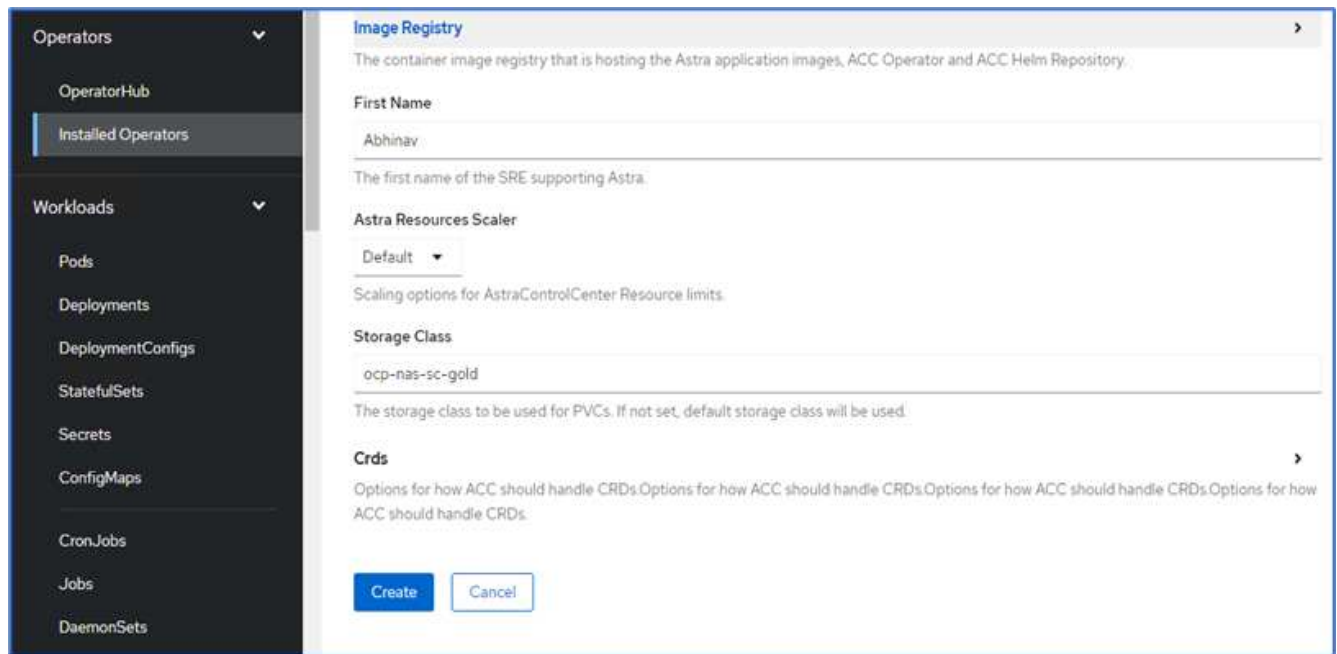 Operators
OperatorHub
Installed Operators
Workloads
Pods
Deployments
DeploymentConfigs
StatefulSets
Secrets
ConfigMaps
CronJobs
Jobs
DaemonSets
Image Registry
The container image registry that is hosting the Astra application images, ACC Operator and ACC Helm Repository.
First Name
Abhinav
The first name of the SRE supporting Astra.
Astra Resources Scaler
Default
Scaling options for AstraControlCenter Resource limits.
Storage Class
ocp-nas-sc-gold
The storage class to be used for PVCs. If not set, default storage class will be used.
Crds
Options for how ACC should handle CRDs.Options for how ACC should handle CRDs.Options for how ACC should handle CRDs.Options for how
ACC should handle CRDs.
Create
Cancel